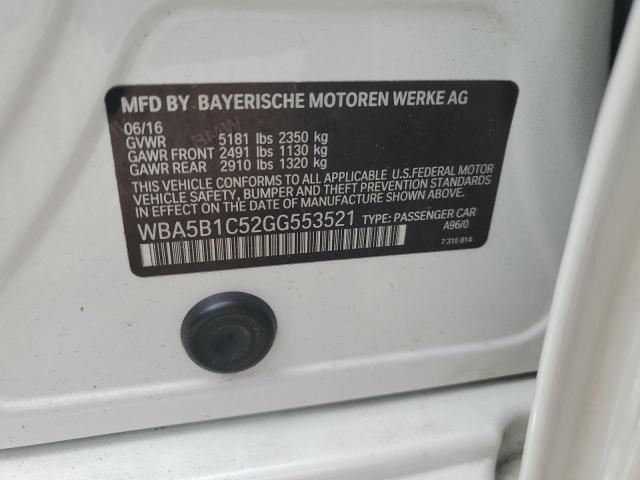 MFD BY BAYERISCHE MOTOREN WERKE AG
06/16
GVWR 5181 lbs 2350 kg
GAWR FRONT 2491 lbs 1130 kg
GAWR REAR 2910 lbs 1320 kg
THIS VEHICLE CONFORMS TO ALL APPLICABLE U.S.FEDERAL MOTOR
VEHICLE SAFETY, BUMPER AND THEFT PREVENTION STANDARDS
IN EFFECT ON THE DATE OF MANUFACTURE SHOWN ABOVE.
WBA5B1C52GG553521 TYPE: PASSENGER CAR
A96/0
7 315 814